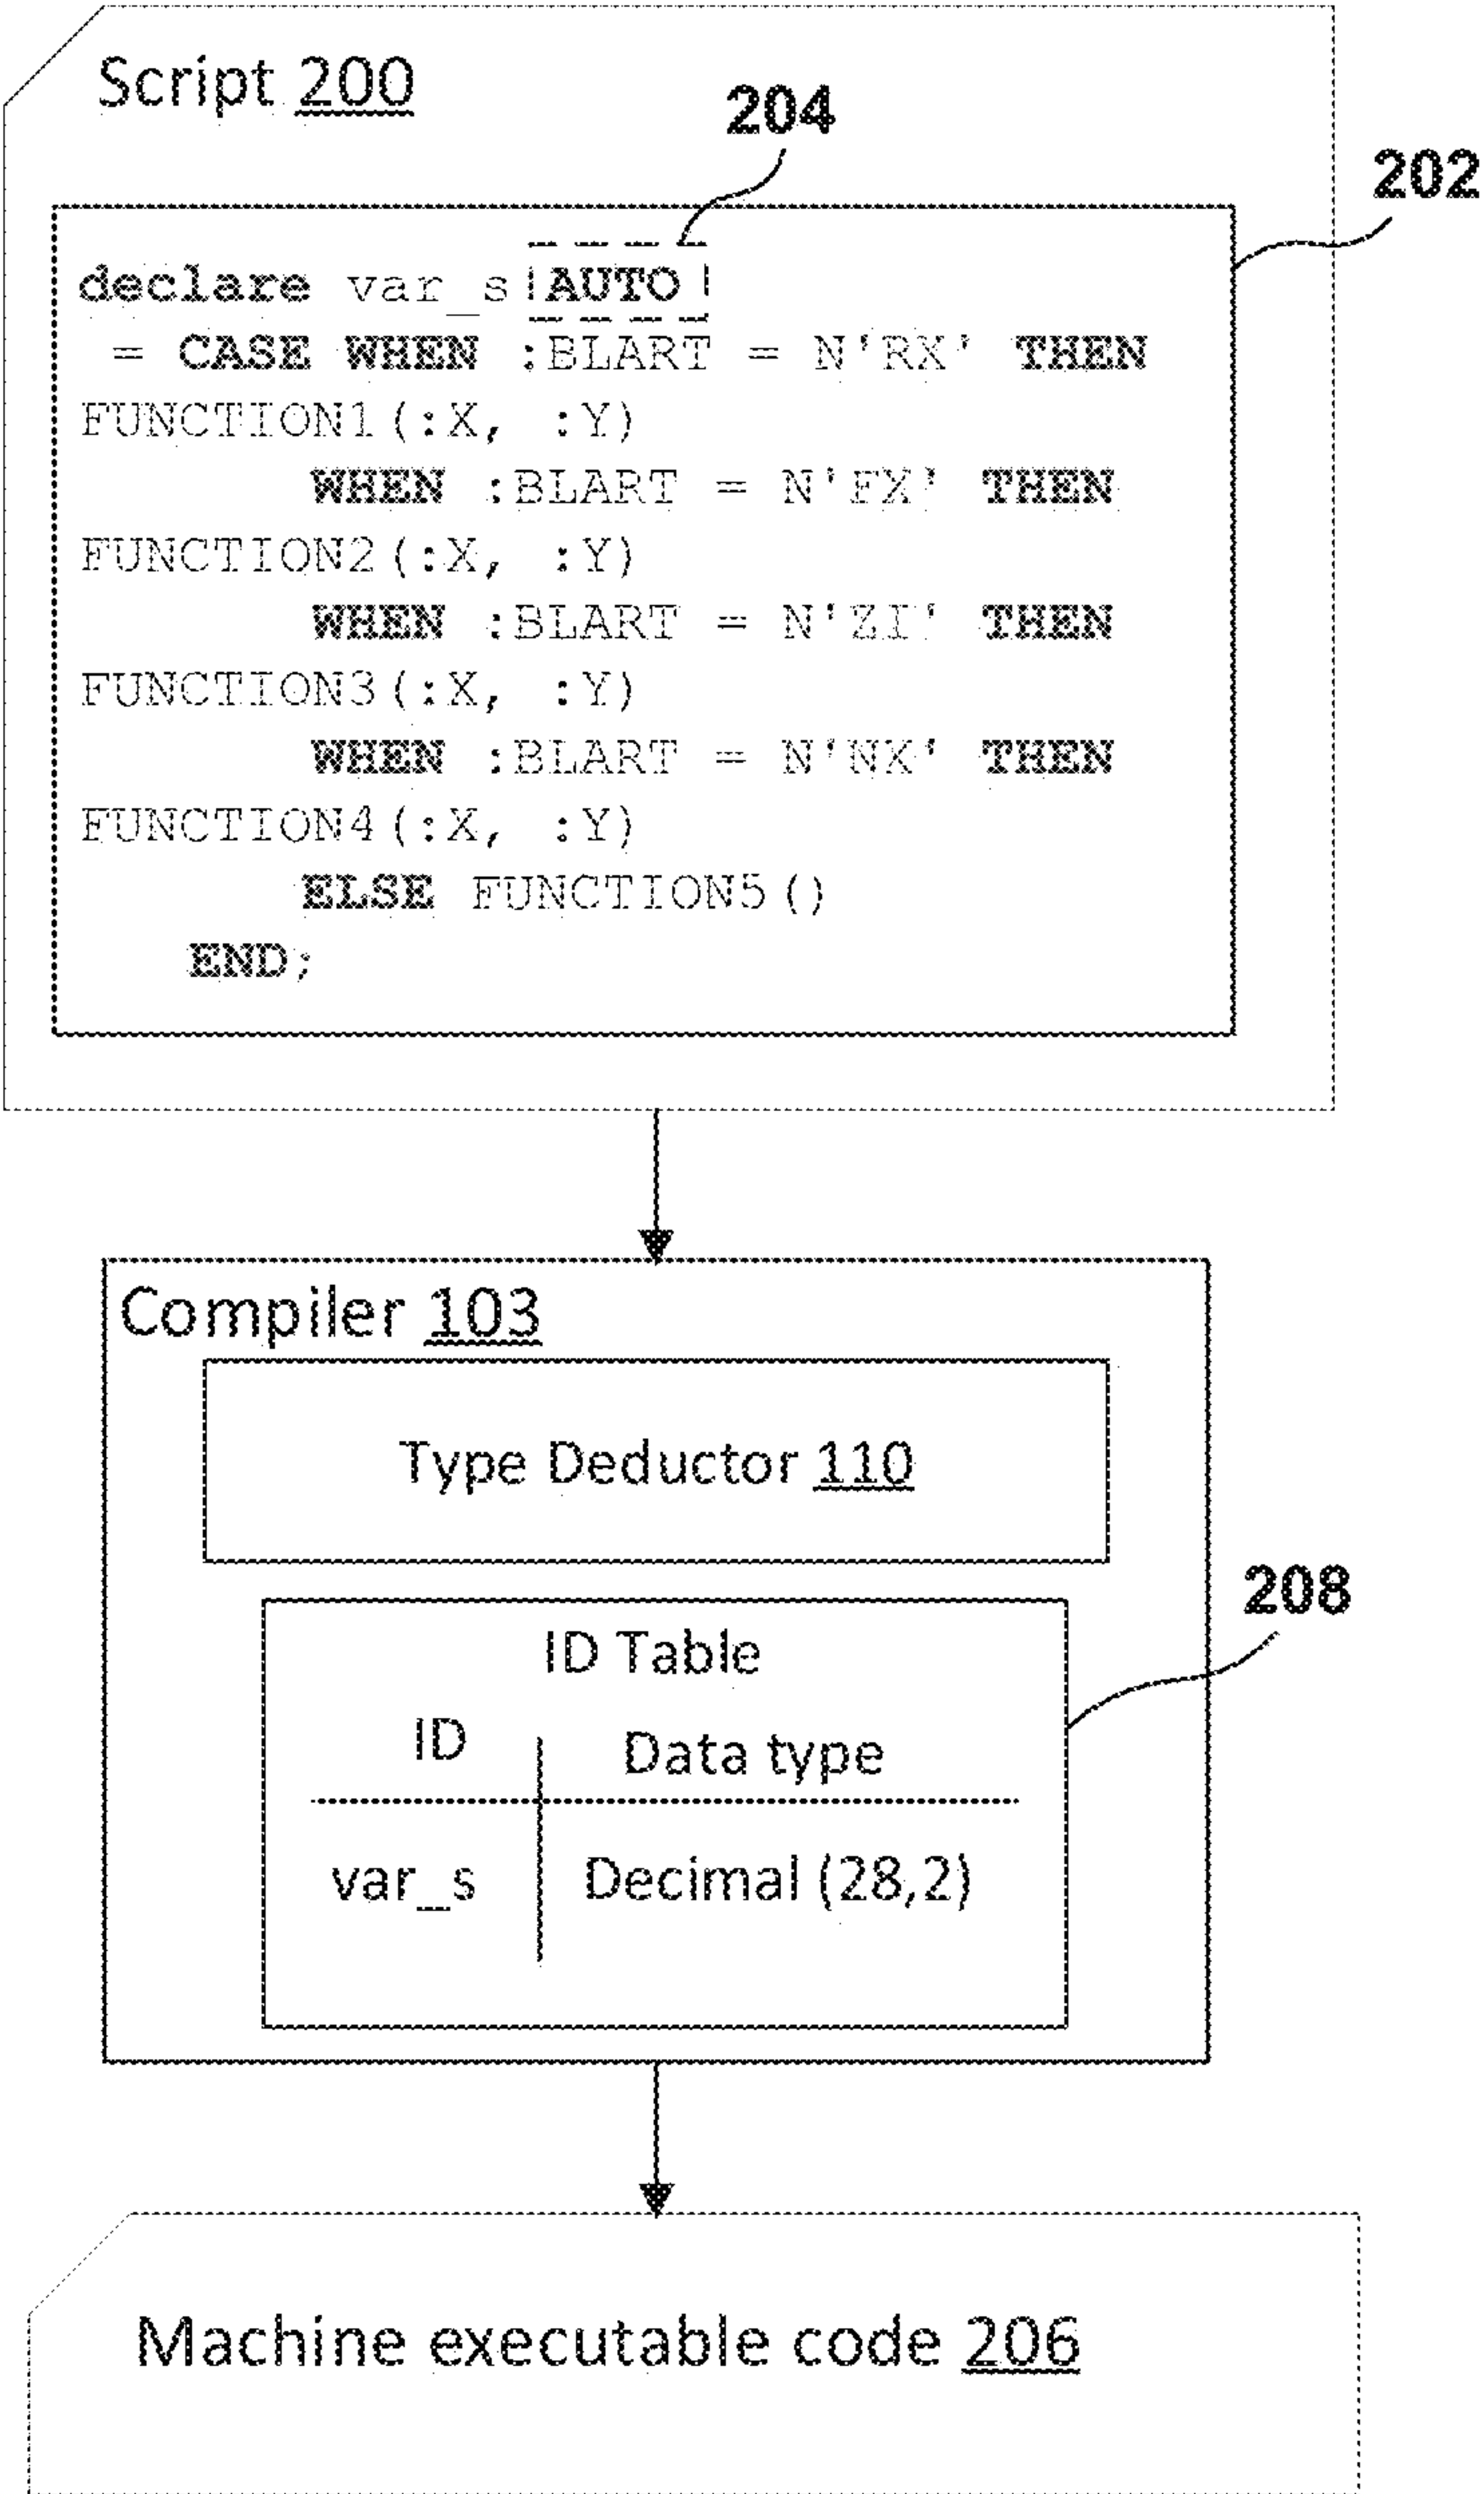 Script 200
204
202
declare var_s AUTO
= CASE WHEN :BLART = N'RX' THEN
FUNCTION1(:X, :Y)
WHEN :BLART = N'FX' THEN
FUNCTION2(:X, :Y)
WHEN :BLART = N'ZI' THEN
FUNCTION3(:X, :Y)
WHEN :BLART = N'NX' THEN
FUNCTION4(:X, :Y)
ELSE FUNCTION5()
END;
Compiler 103
Type Deductor 110
208
ID Table
ID Data type
var_s Decimal (28,2)
Machine executable code 206